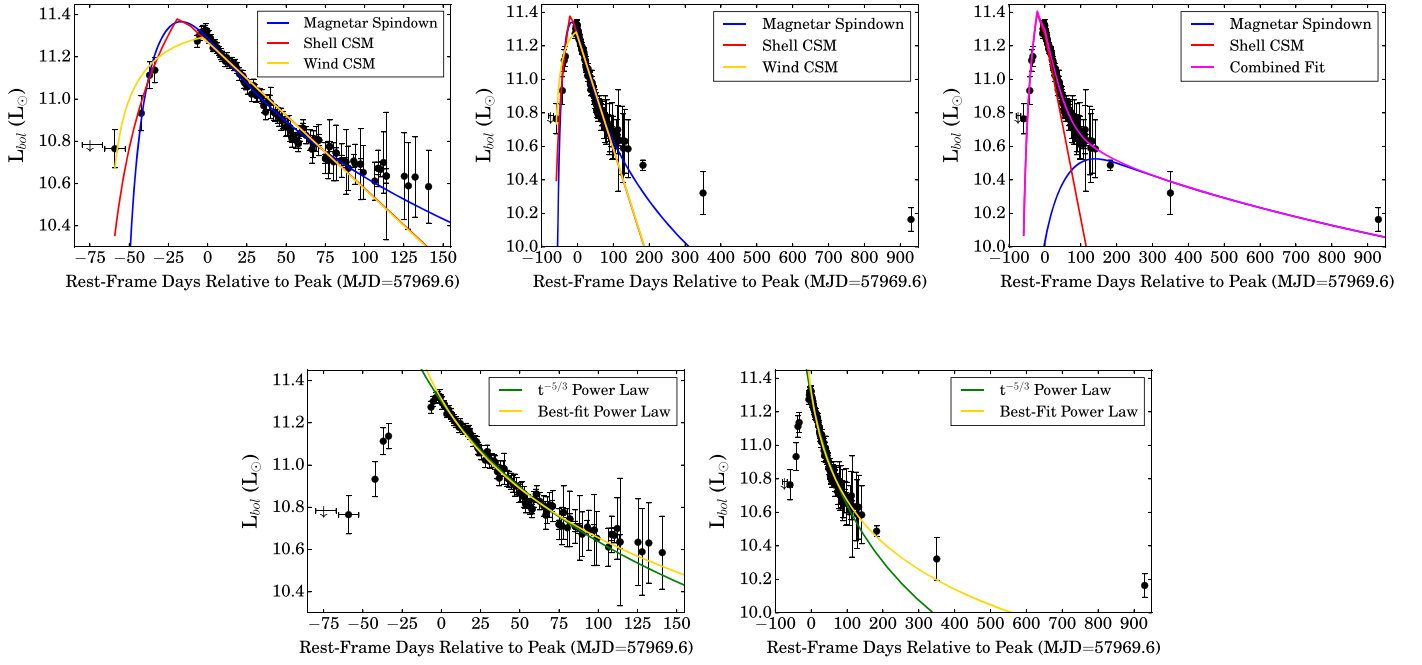 11.4
11.2
11.0
10.8
10.6
10.4
L_bol (L_⊙)
Magnetar Spindown
Shell CSM
Wind CSM
−75 −50 −25 0 25 50 75 100 125 150
Rest-Frame Days Relative to Peak (MJD=57969.6)
11.4
11.2
11.0
10.8
10.6
10.4
10.2
10.0
L_bol (L_⊙)
Magnetar Spindown
Shell CSM
Wind CSM
−100 0 100 200 300 400 500 600 700 800 900
Rest-Frame Days Relative to Peak (MJD=57969.6)
11.4
11.2
11.0
10.8
10.6
10.4
10.2
10.0
L_bol (L_⊙)
Magnetar Spindown
Shell CSM
Combined Fit
−100 0 100 200 300 400 500 600 700 800 900
Rest-Frame Days Relative to Peak (MJD=57969.6)
11.4
11.2
11.0
10.8
10.6
10.4
L_bol (L_⊙)
t^−5/3 Power Law
Best-fit Power Law
−75 −50 −25 0 25 50 75 100 125 150
Rest-Frame Days Relative to Peak (MJD=57969.6)
11.4
11.2
11.0
10.8
10.6
10.4
10.2
10.0
L_bol (L_⊙)
t^−5/3 Power Law
Best-Fit Power Law
−100 0 100 200 300 400 500 600 700 800 900
Rest-Frame Days Relative to Peak (MJD=57969.6)